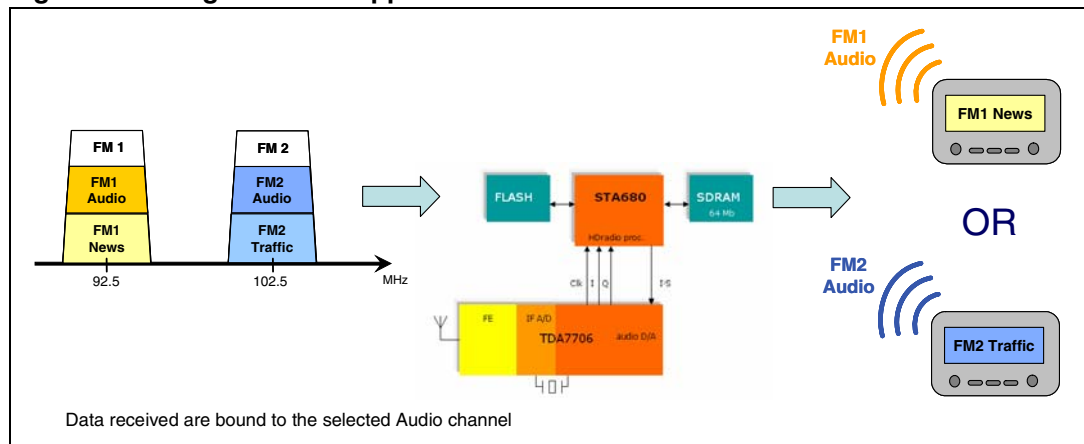 FM 1
FM1
Audio
FM1
News
92.5
FM 2
FM2
Audio
FM2
Traffic
102.5
MHz
FLASH
STA680
HDradio proc.
SDRAM
64 Mb
Clk I Q I²S
FE
IF A/D
TDA7706
audio D/A
FM1
Audio
FM1 News
OR
FM2
Audio
FM2 Traffic
Data received are bound to the selected Audio channel